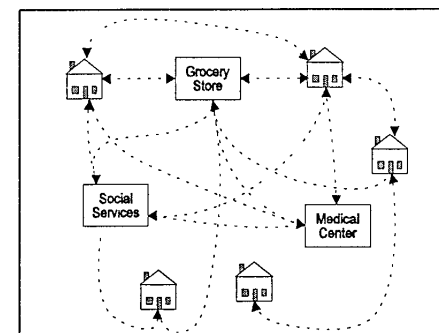 Grocery
Store
Social
Services
Medical
Center